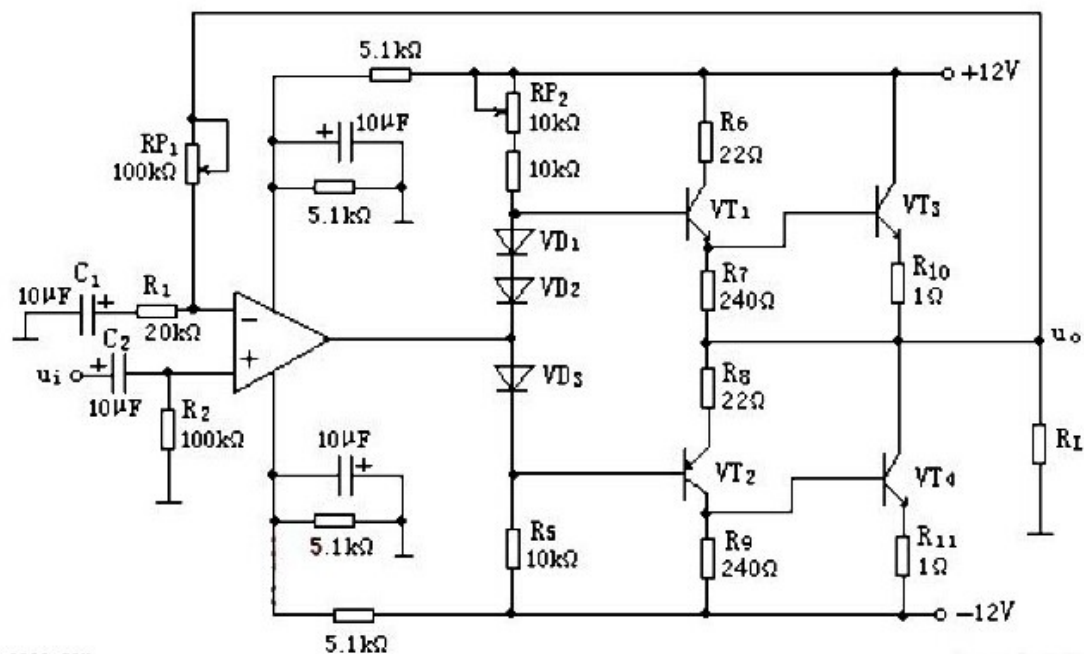 5.1kΩ
+12V
RP₂
10kΩ
R₆
22Ω
10μF
RP₁
100kΩ
10kΩ
5.1kΩ
VT₁
VT₃
VD₁
C₁
R₁
VD₂
R₇
240Ω
R₁₀
1Ω
10μF
20kΩ
−
+
C₂
uₒ
uᵢ
10μF
R₂
100kΩ
VD₃
R₈
22Ω
10μF
VT₂
VT₄
R₅
10kΩ
R₉
240Ω
R₁₁
1Ω
5.1kΩ
−12V
5.1kΩ